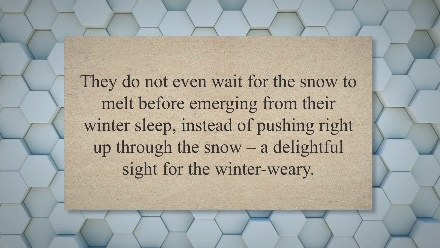 They do not even wait for the snow to
melt before emerging from their
winter sleep, instead of pushing right
up through the snow – a delightful
sight for the winter-weary.